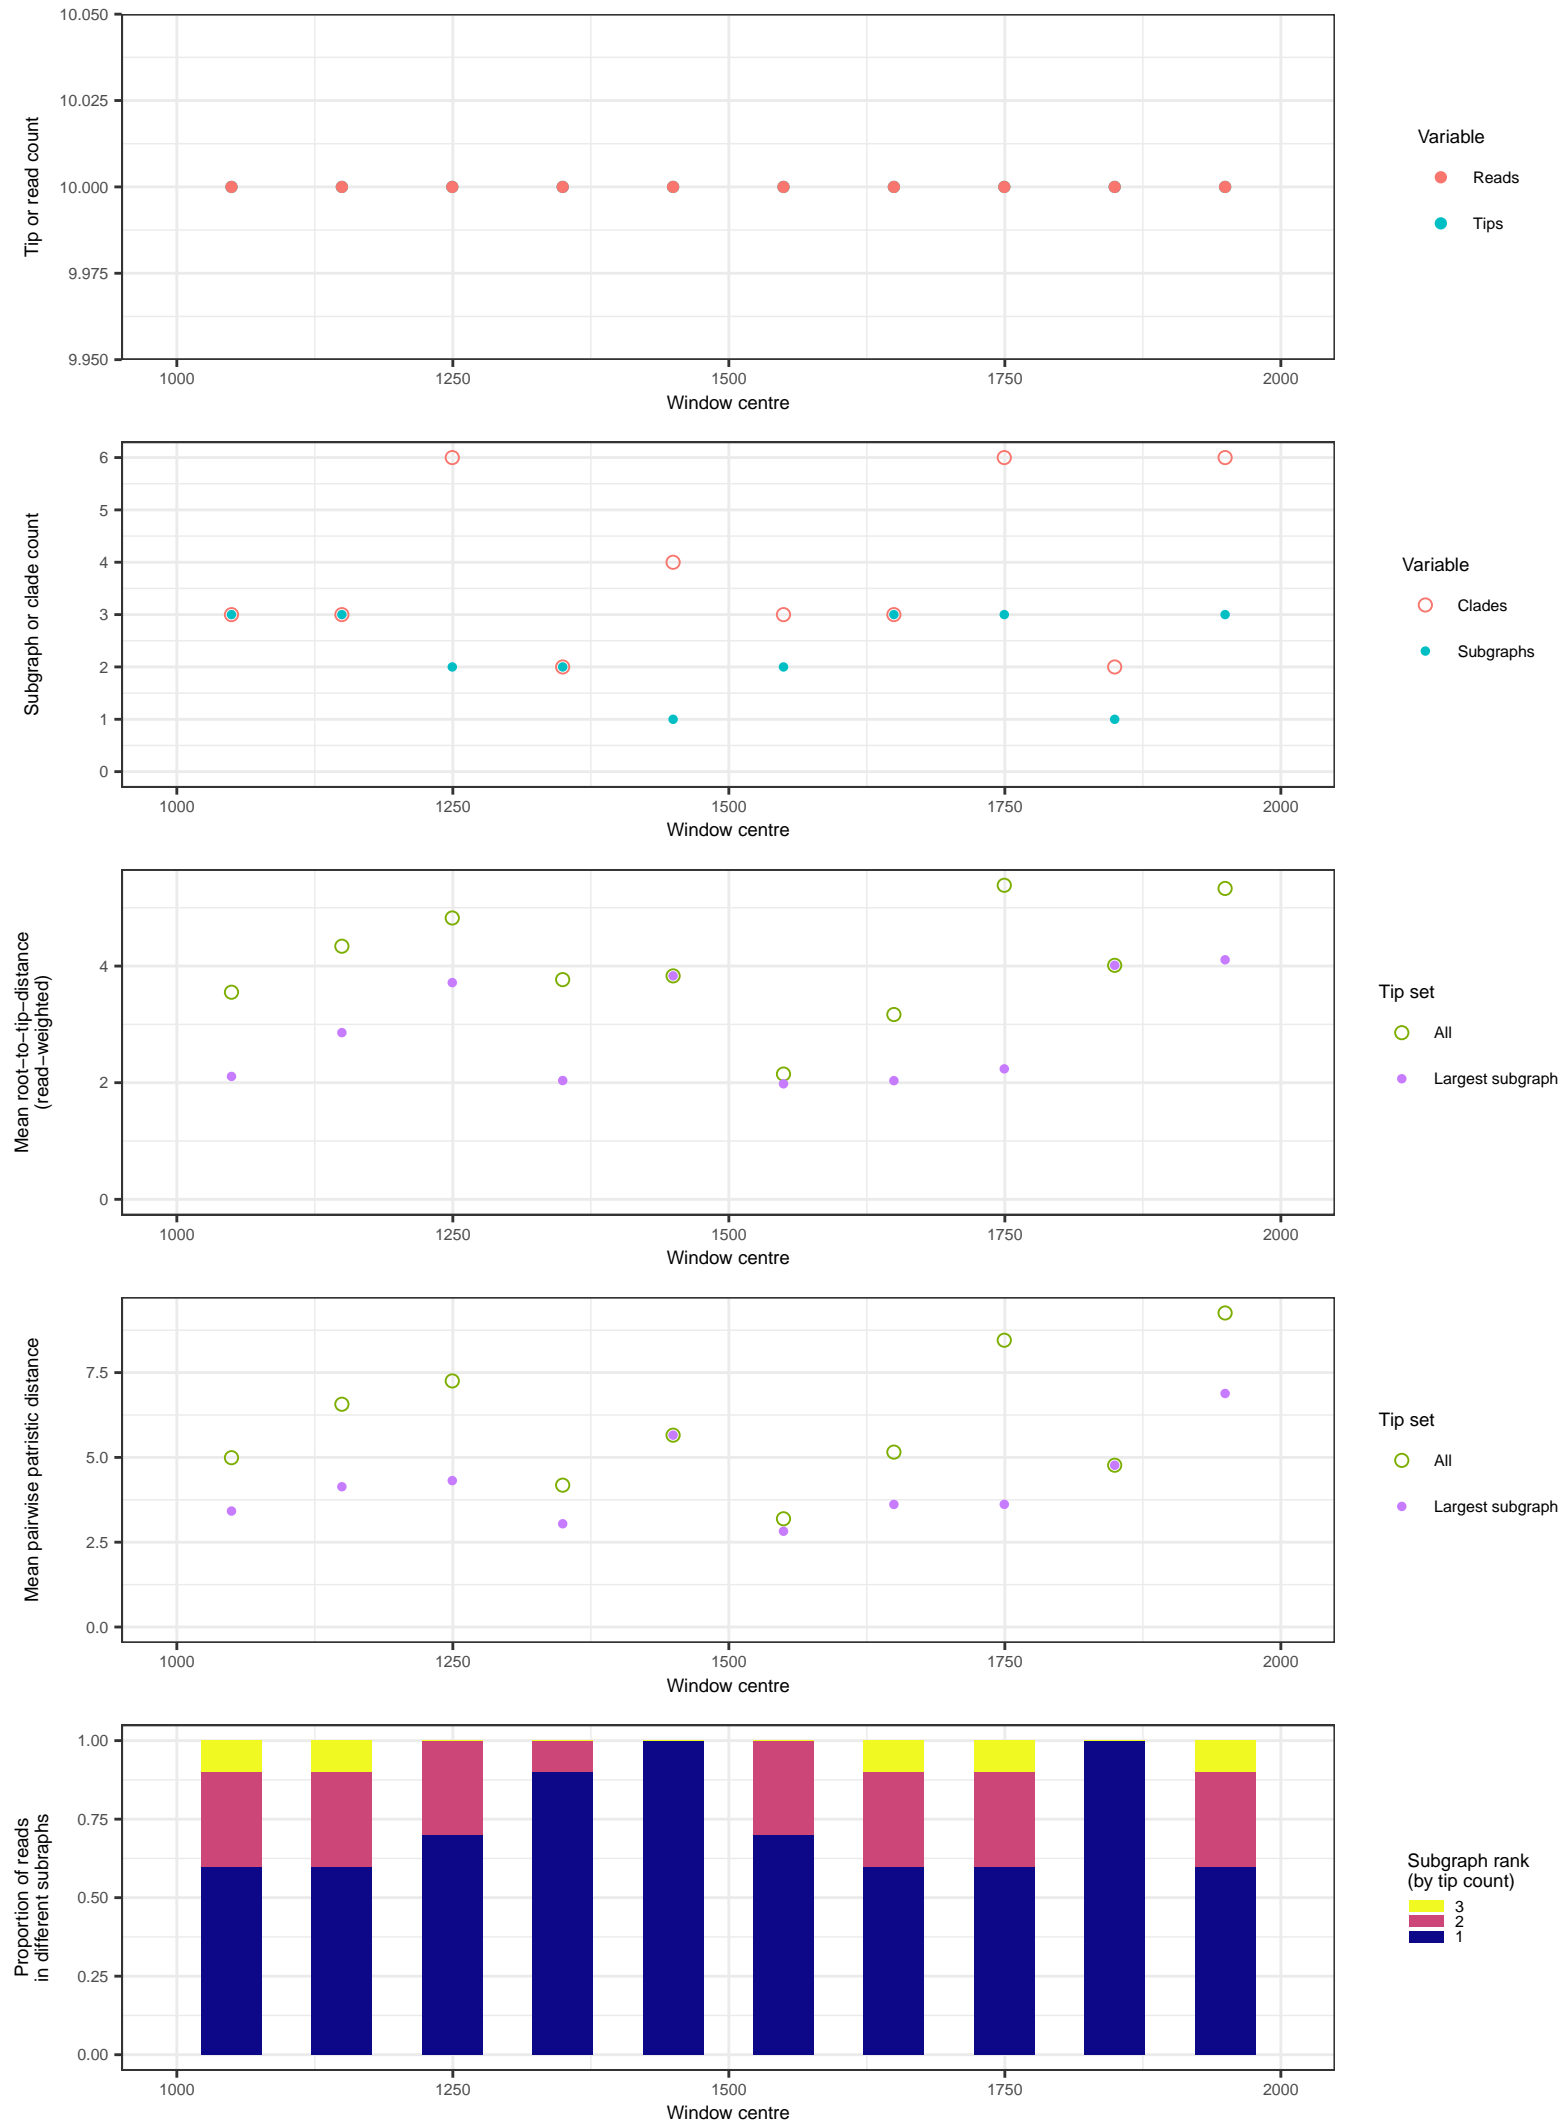 10.050
10.025
10.000
9.975
9.950
Tip or read count
1000 1250 1500 1750 2000
Window centre
Variable
Reads
Tips
6
5
4
3
2
1
0
Subgraph or clade count
1000 1250 1500 1750 2000
Window centre
Variable
Clades
Subgraphs
4
2
0
Mean root−to−tip−distance
(read−weighted)
1000 1250 1500 1750 2000
Window centre
Tip set
All
Largest subgraph
7.5
5.0
2.5
0.0
Mean pairwise patristic distance
1000 1250 1500 1750 2000
Window centre
Tip set
All
Largest subgraph
1.00
0.75
0.50
0.25
0.00
Proportion of reads
in different subraphs
1000 1250 1500 1750 2000
Window centre
Subgraph rank
(by tip count)
3
2
1